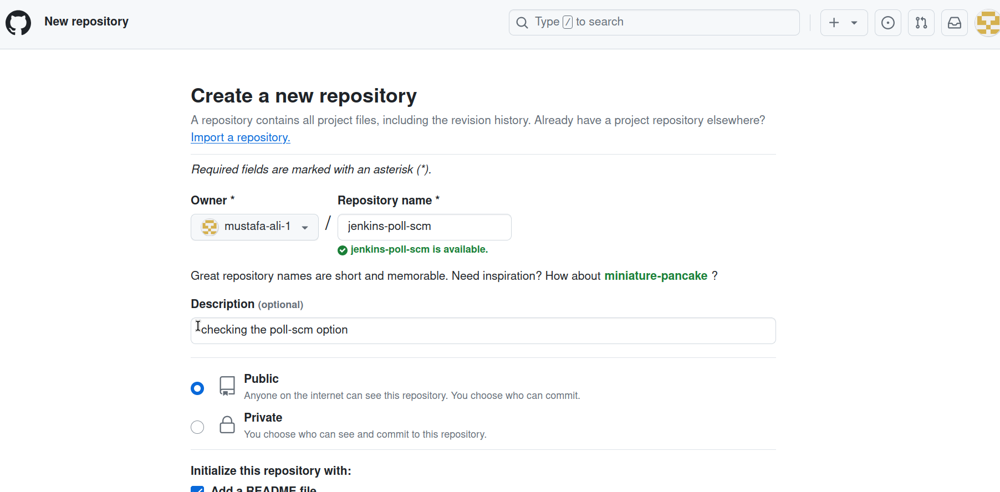 New repository
Type / to search
Create a new repository
A repository contains all project files, including the revision history. Already have a project repository elsewhere?
Import a repository.
Required fields are marked with an asterisk (*).
Owner * Repository name *
mustafa-ali-1 / jenkins-poll-scm
jenkins-poll-scm is available.
Great repository names are short and memorable. Need inspiration? How about miniature-pancake ?
Description (optional)
checking the poll-scm option
Public
Anyone on the internet can see this repository. You choose who can commit.
Private
You choose who can see and commit to this repository.
Initialize this repository with:
Add a README file